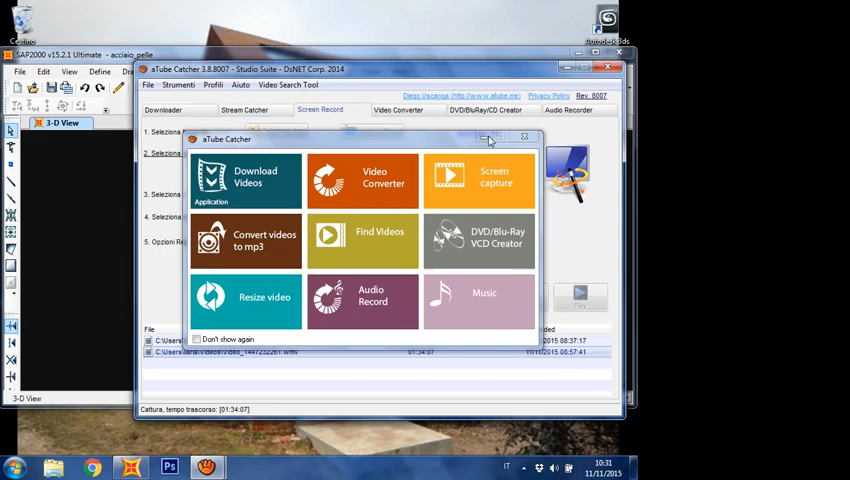 Cestino
Autodesk3ds
SAP2000 v15.2.1 Ultimate - acciaio_pelle
File Edit View Define
3-D View
3-D View
aTube Catcher 3.8.8007 - Studio Suite - DsNET Corp. 2014
File Strumenti Profili Aiuto Video Search Tool
Diego Uscanga (http://www.atube.me) Privacy Policy Rev. 8007
Downloader Stream Catcher Screen Record Video Converter DVD/BluRay/CD Creator Audio Recorder
1. Seleziona
2. Seleziona
3. Seleziona
4. Seleziona
5. Opzioni
aTube Catcher
Download
Videos
Application
Video
Converter
Screen
capture
Convert videos
to mp3
Find Videos
DVD/Blu-Ray
VCD Creator
Resize video
Audio
Record
Music
Don't show again
Play
File
11/2015 08:37:17
01:34:07 11/11/2015 08:57:41
Cattura, tempo trascorso: [01:34:07]
Ps
IT
10:31
11/11/2015